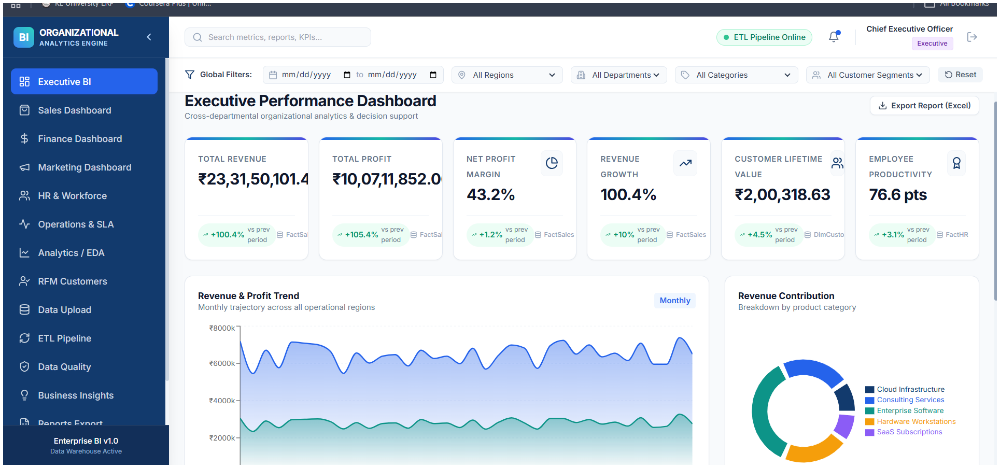 KL University ERP
Coursera Plus | Onli...
All Bookmarks
BI
ORGANIZATIONAL
ANALYTICS ENGINE
Search metrics, reports, KPIs...
ETL Pipeline Online
Chief Executive Officer
Executive
Executive BI
Sales Dashboard
Finance Dashboard
Marketing Dashboard
HR & Workforce
Operations & SLA
Analytics / EDA
RFM Customers
Data Upload
ETL Pipeline
Data Quality
Business Insights
Reports Export
Enterprise BI v1.0
Data Warehouse Active
Global Filters:
mm/dd/yyyy to mm/dd/yyyy
All Regions
All Departments
All Categories
All Customer Segments
Reset
Executive Performance Dashboard
Cross-departmental organizational analytics & decision support
Export Report (Excel)
TOTAL REVENUE
₹23,31,50,101.4
+100.4% vs prev period
FactSal
TOTAL PROFIT
₹10,07,11,852.0
+105.4% vs prev period
FactSal
NET PROFIT
MARGIN
43.2%
+1.2% vs prev period
FactSales
REVENUE
GROWTH
100.4%
+10% vs prev period
FactSales
CUSTOMER LIFETIME
VALUE
₹2,00,318.63
+4.5% vs prev period
DimCusto
EMPLOYEE
PRODUCTIVITY
76.6 pts
+3.1% vs prev period
FactHR
Revenue & Profit Trend
Monthly trajectory across all operational regions
Monthly
₹8000k
₹6000k
₹4000k
₹2000k
Revenue Contribution
Breakdown by product category
Cloud Infrastructure
Consulting Services
Enterprise Software
Hardware Workstations
SaaS Subscriptions